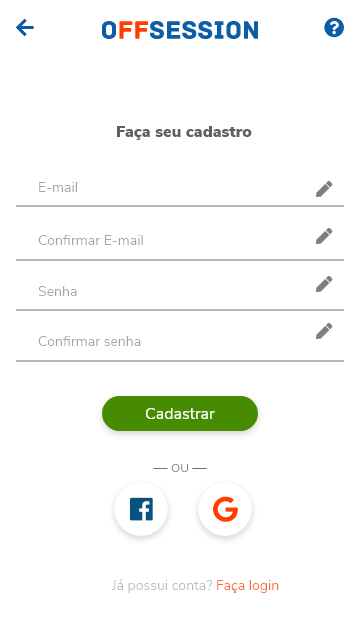 OFFSESSION
Faça seu cadastro
E-mail
Confirmar E-mail
Senha
Confirmar senha
Cadastrar
— OU —
Já possui conta? Faça login